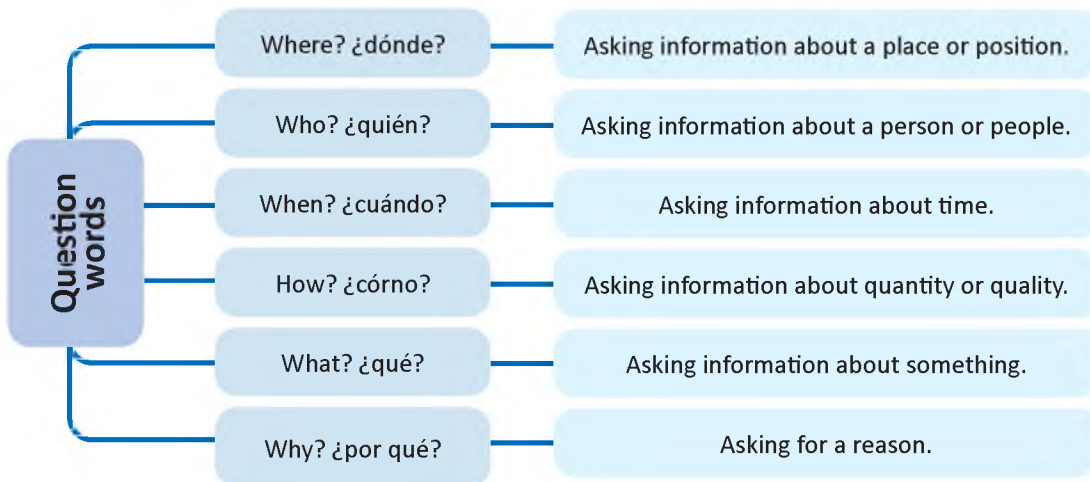 Question
words
Where? ¿dónde?
Asking information about a place or position.
Who? ¿quién?
Asking information about a person or people.
When? ¿cuándo?
Asking information about time.
How? ¿córno?
Asking information about quantity or quality.
What? ¿qué?
Asking information about something.
Why? ¿por qué?
Asking for a reason.